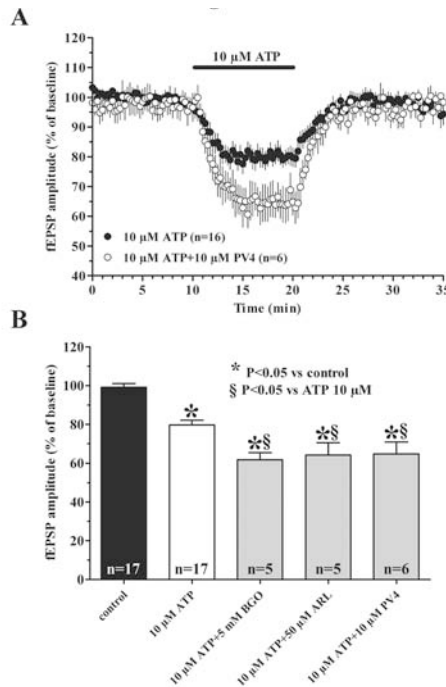 A
10 µM ATP
fEPSP amplitude (% of baseline)
120
110
100
90
80
70
60
50
40
10 µM ATP (n=16)
10 µM ATP+10 µM PV4 (n=6)
0 5 10 15 20 25 30 35
Time (min)
B
fEPSP amplitude (% of baseline)
120
100
80
60
40
20
0
* P<0.05 vs control
§ P<0.05 vs ATP 10 µM
* *§ *§ *§
n=17 n=17 n=5 n=5 n=6
control
10 µM ATP
10 µM ATP+5 mM BGO
10 µM ATP+50 µM ARL
10 µM ATP+10 µM PV4